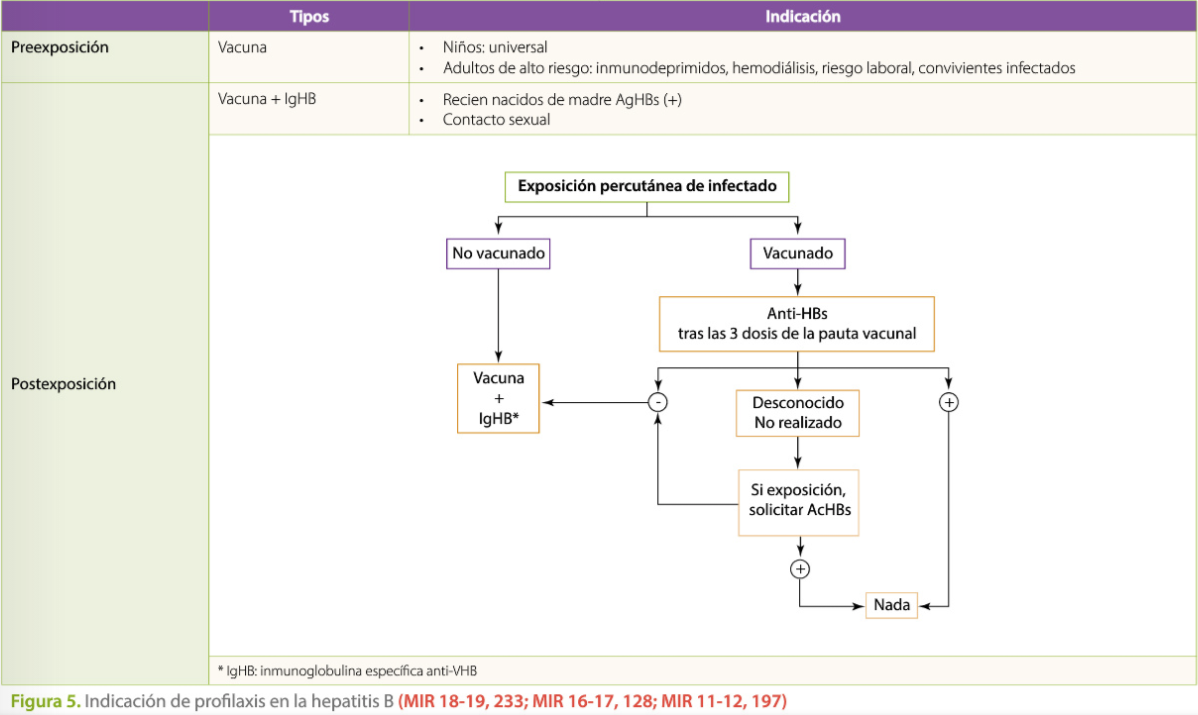 Tipos
Indicación
Preexposición
Vacuna
• Niños: universal
• Adultos de alto riesgo: inmunodeprimidos, hemodiálisis, riesgo laboral, convivientes infectados
Postexposición
Vacuna + IgHB
• Recien nacidos de madre AgHBs (+)
• Contacto sexual
Exposición percutánea de infectado
No vacunado
Vacunado
Anti-HBs
tras las 3 dosis de la pauta vacunal
Vacuna
+
IgHB*
-
Desconocido
No realizado
+
Si exposición,
solicitar AcHBs
+
Nada
* IgHB: inmunoglobulina específica anti-VHB
Figura 5. Indicación de profilaxis en la hepatitis B (MIR 18-19, 233; MIR 16-17, 128; MIR 11-12, 197)